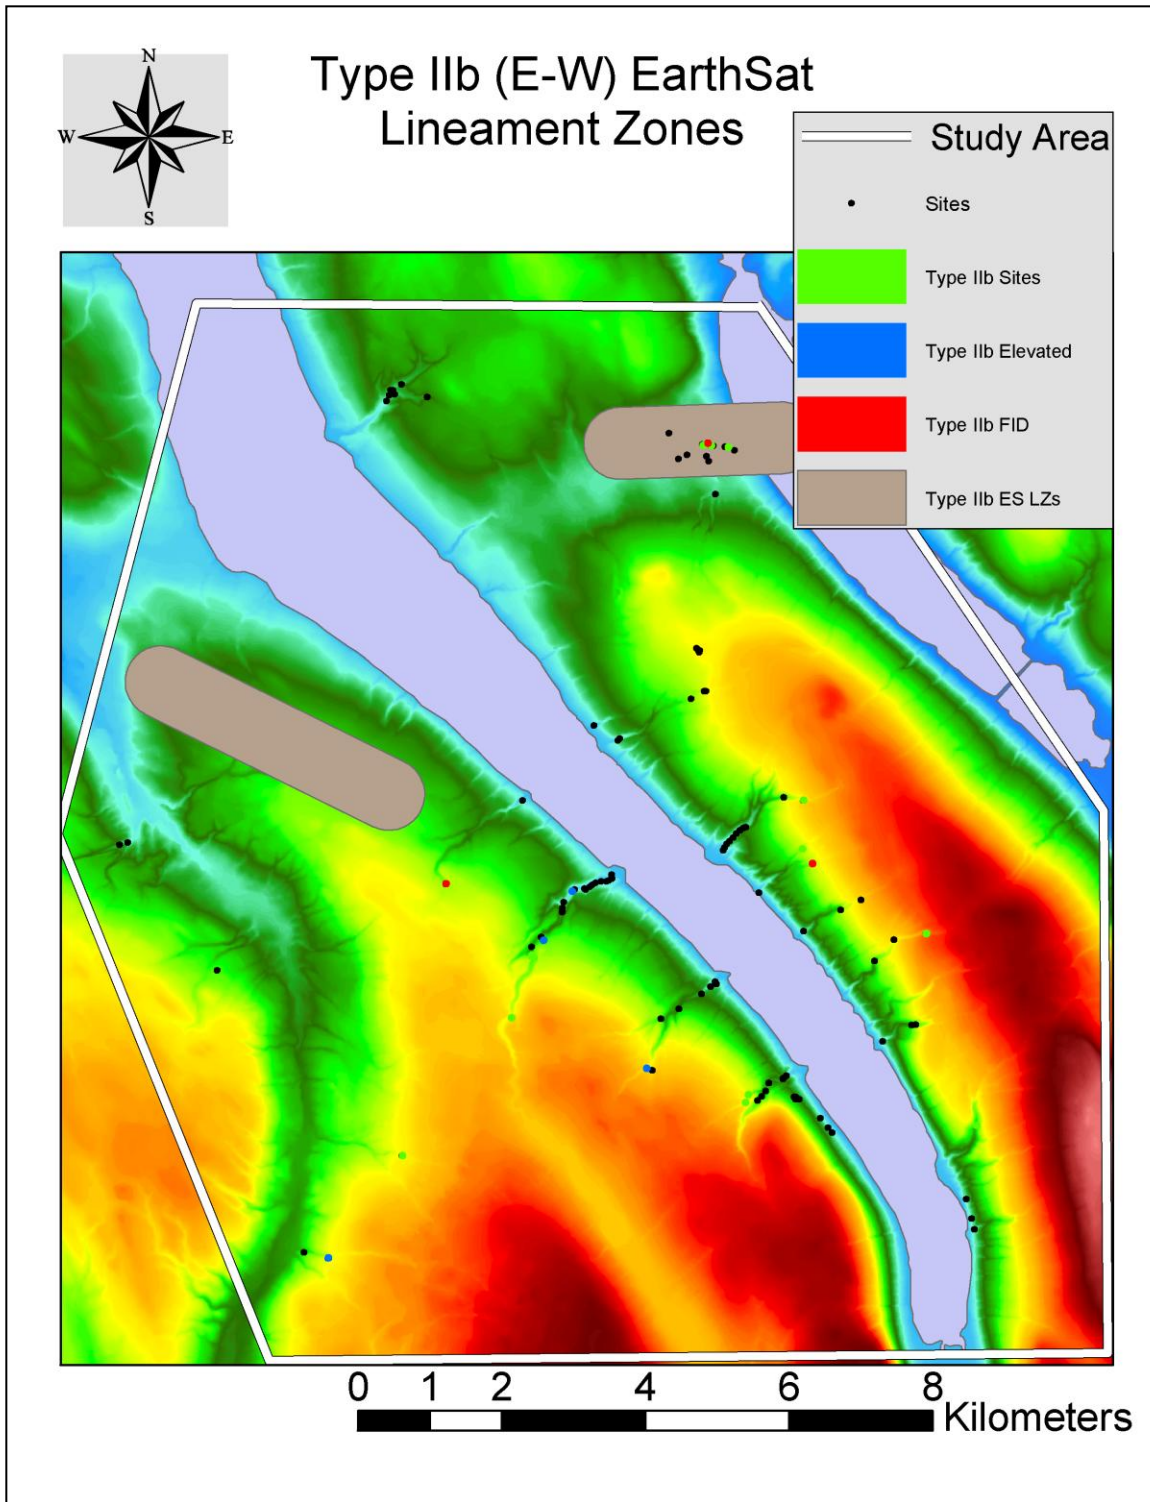 N
W E
S
Type IIb (E-W) EarthSat
Lineament Zones
Study Area
Sites
Type IIb Sites
Type IIb Elevated
Type IIb FID
Type IIb ES LZs
0 1 2 4 6 8
Kilometers